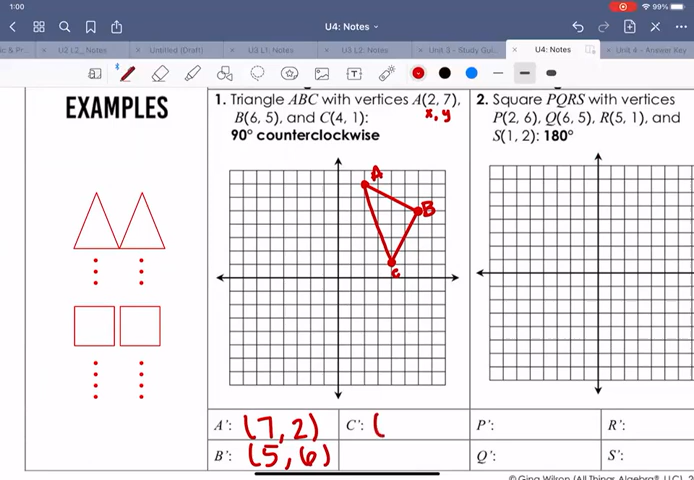 1:00
99%
U4: Notes
U2 L2_ Notes
Untitled (Draft)
U3 L1: Notes
U3 L2: Notes
Unit 3 - Study Gui..
U4: Notes
Unit 4 - Answer Key
EXAMPLES
1. Triangle ABC with vertices A(2, 7),
x, y
B(6, 5), and C(4, 1):
90° counterclockwise
2. Square PQRS with vertices
P(2, 6), Q(6, 5), R(5, 1), and
S(1, 2): 180°
A
B
C
A': (7, 2)
C': (
B': (5, 6)
P':
R':
Q':
S':
© Gina Wilson (All Things Algebra®), 2